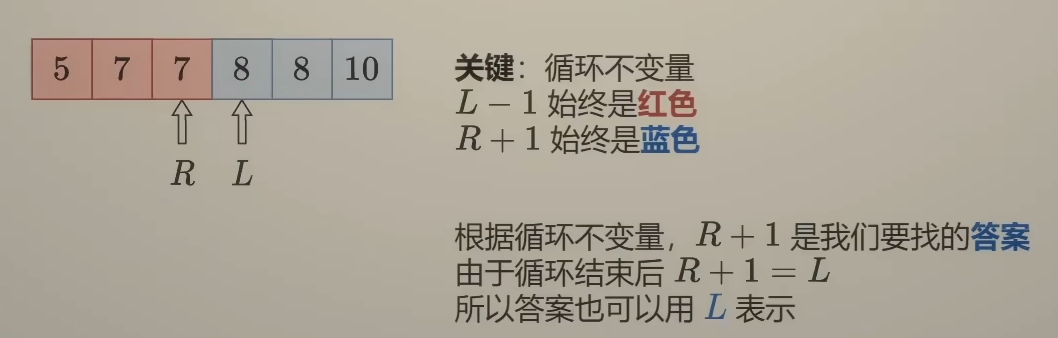 5 7 7 8 8 10
R L
关键：循环不变量
L − 1 始终是红色
R + 1 始终是蓝色
根据循环不变量，R + 1 是我们要找的答案
由于循环结束后 R + 1 = L
所以答案也可以用 L 表示